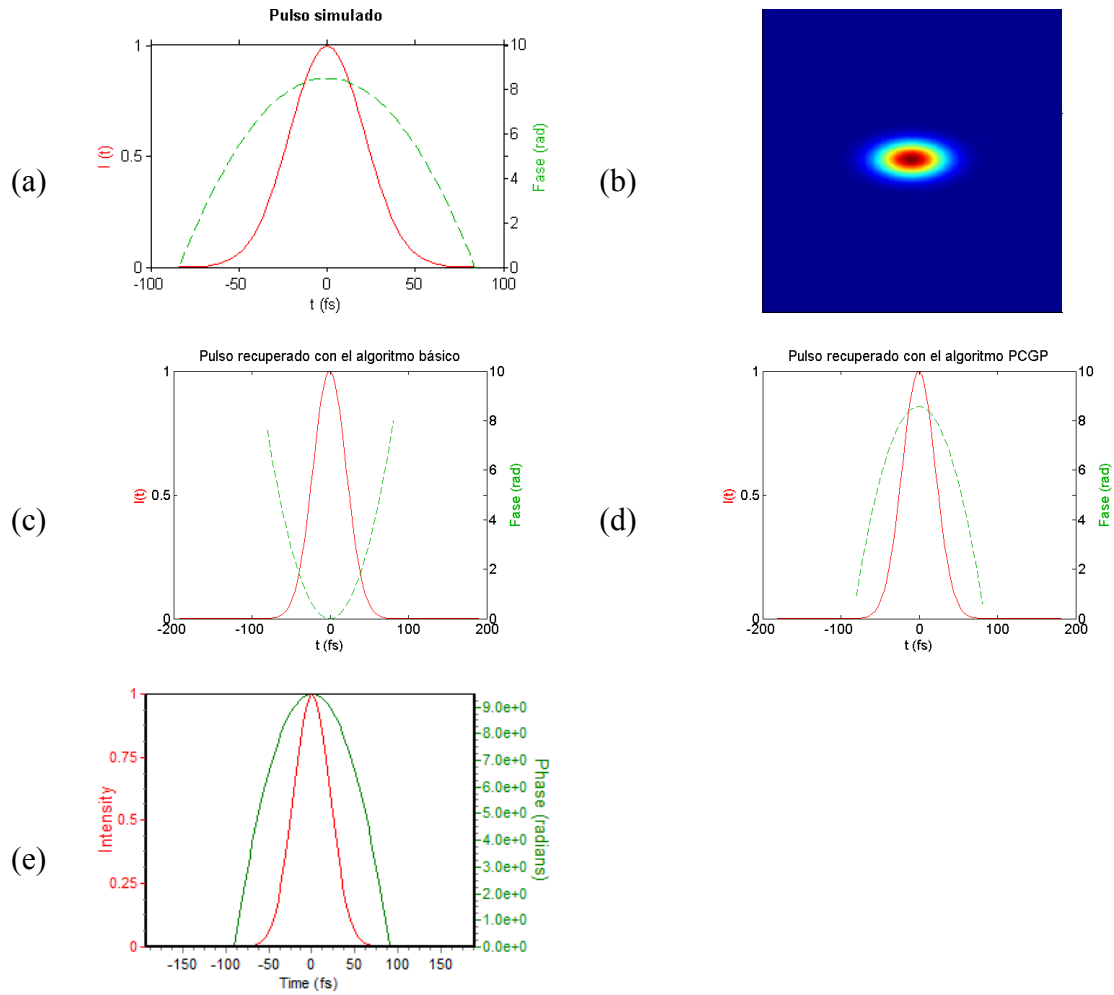 Pulso simulado
(a)
I (t)
1
0.5
0
10
8
6
4
2
0
Fase (rad)
-100 -50 0 50 100
t (fs)
(b)
Pulso recuperado con el algoritmo básico
(c)
I(t)
1
0.5
0
10
8
6
4
2
0
Fase (rad)
-200 -100 0 100 200
t (fs)
Pulso recuperado con el algoritmo PCGP
(d)
I(t)
1
0.5
0
10
8
6
4
2
0
Fase (rad)
-200 -100 0 100 200
t (fs)
(e)
Intensity
1
0.75
0.5
0.25
0
9.0e+0
8.0e+0
7.0e+0
6.0e+0
5.0e+0
4.0e+0
3.0e+0
2.0e+0
1.0e+0
0.0e+0
Phase (radians)
-150 -100 -50 0 50 100 150
Time (fs)